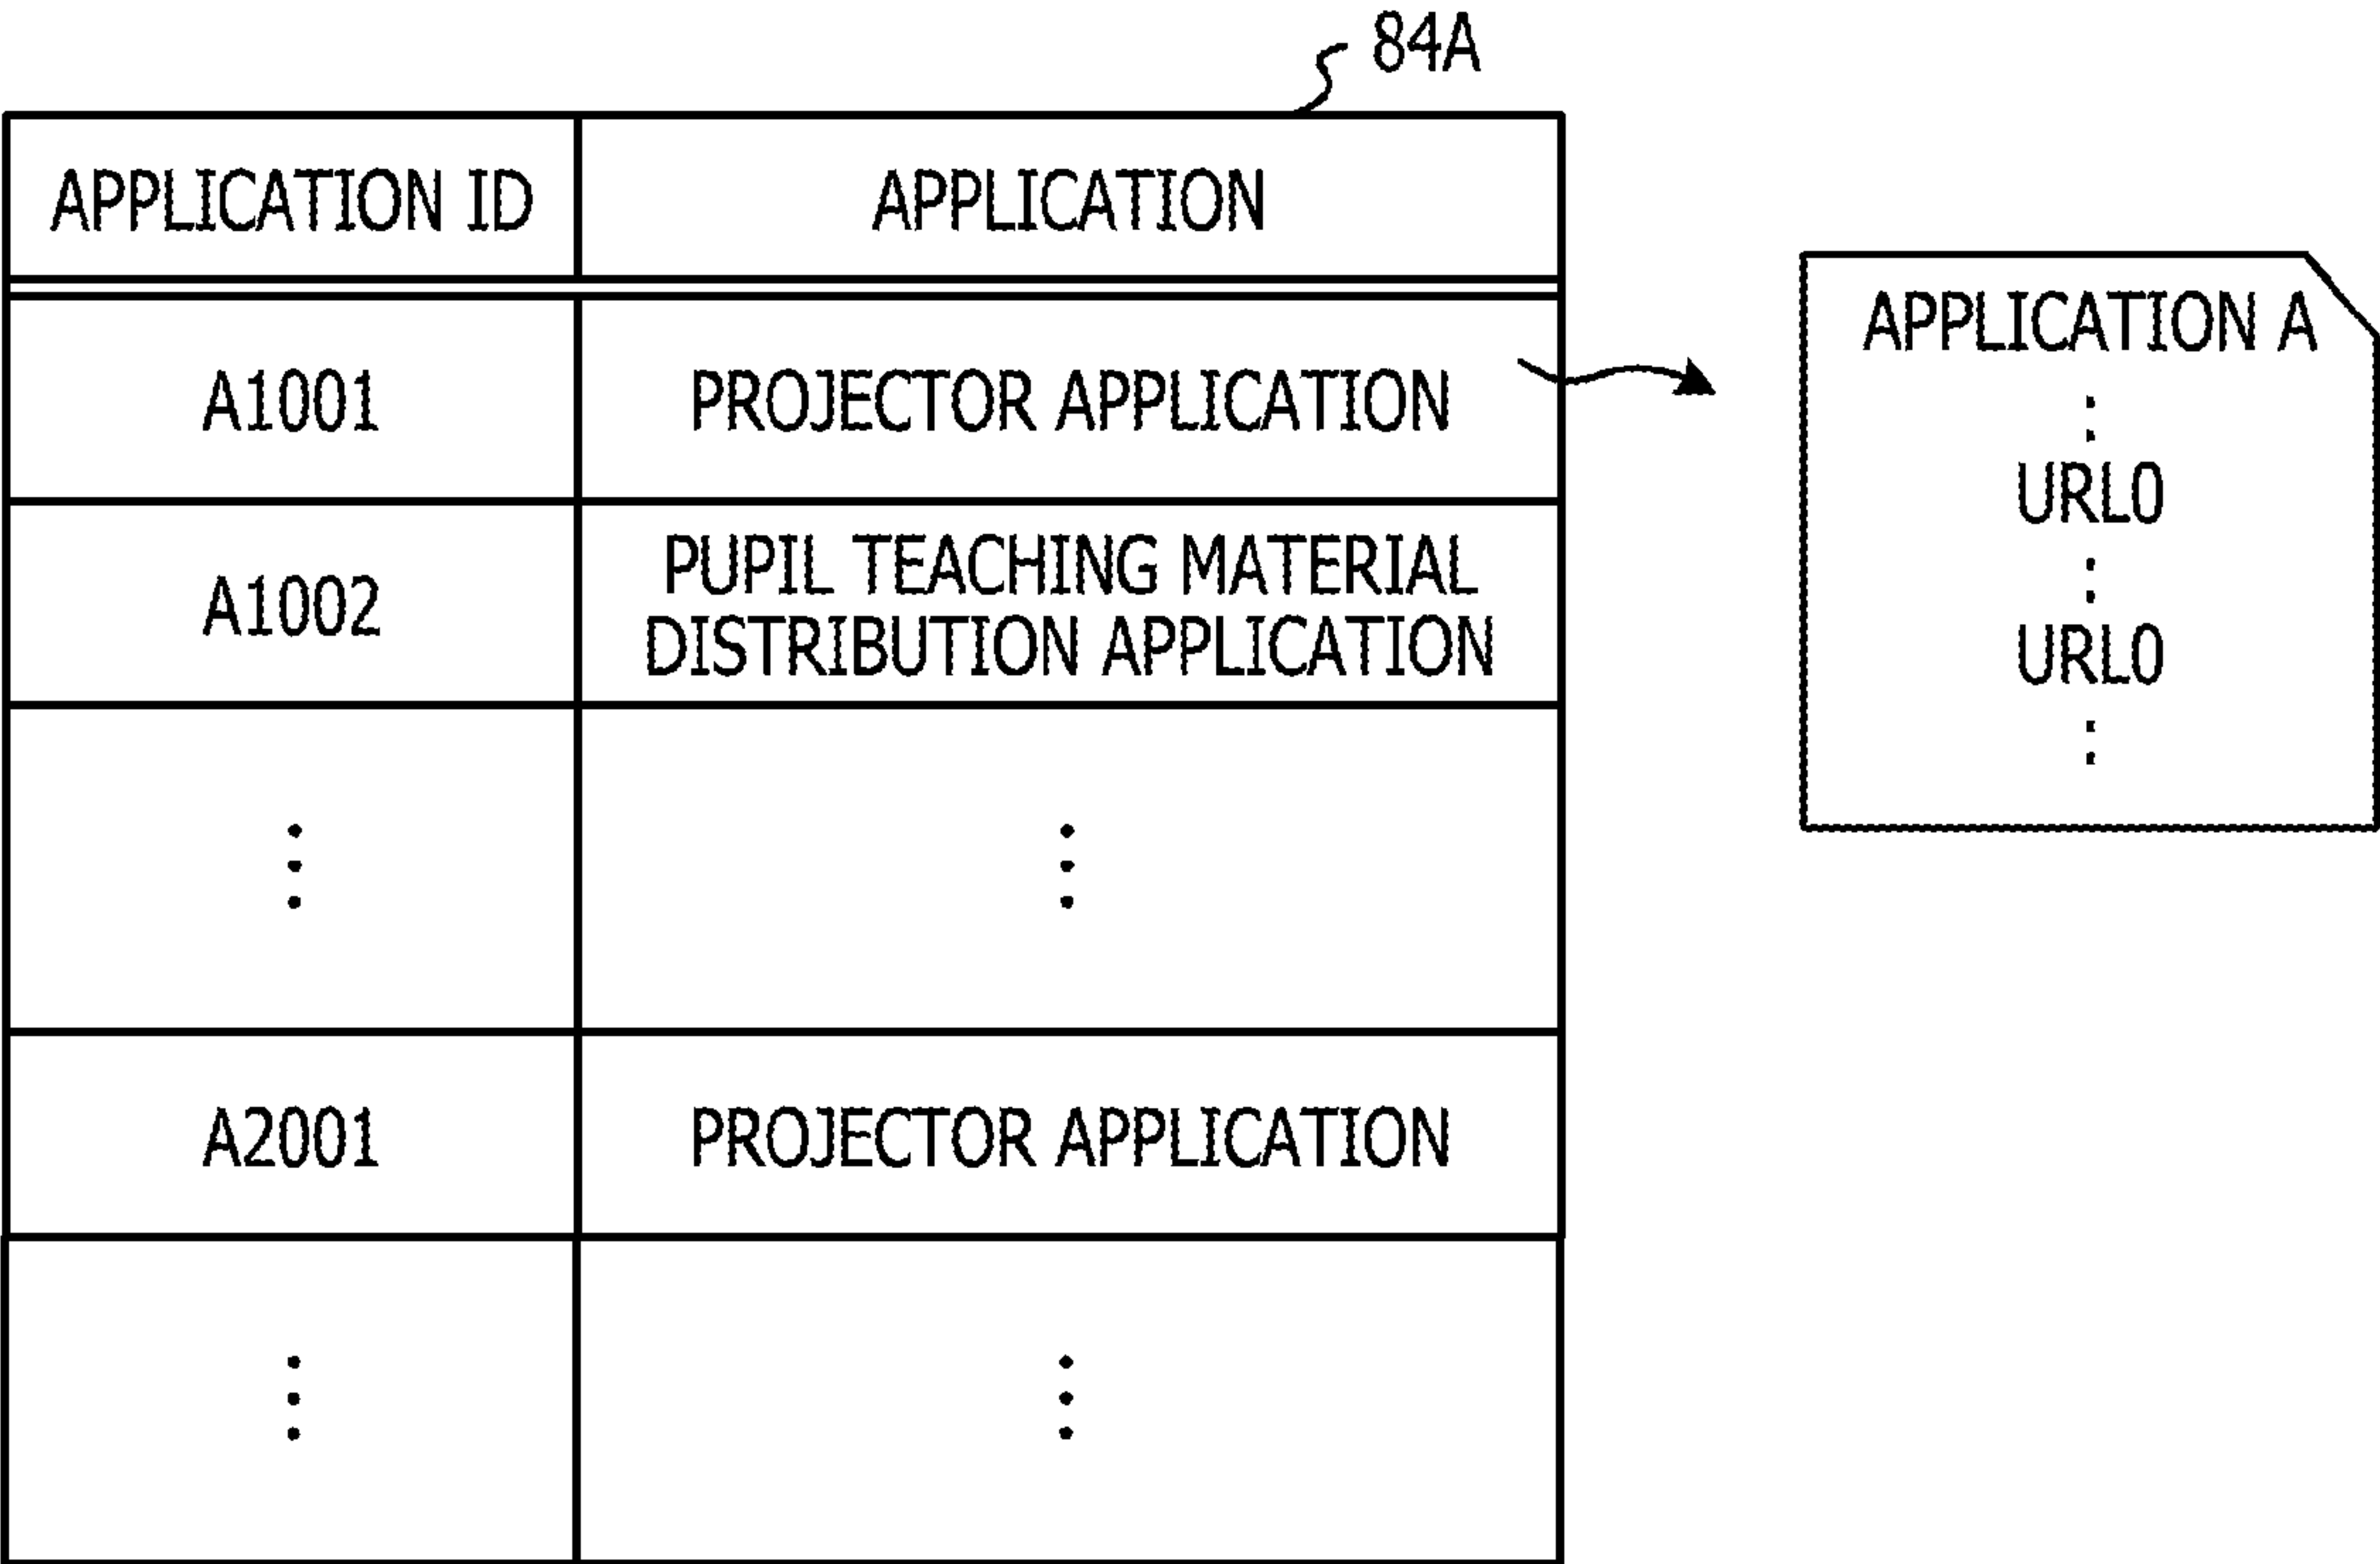 84A
APPLICATION ID
APPLICATION
A1001
PROJECTOR APPLICATION
A1002
PUPIL TEACHING MATERIAL
DISTRIBUTION APPLICATION
A2001
PROJECTOR APPLICATION
APPLICATION A
URL0
URL0